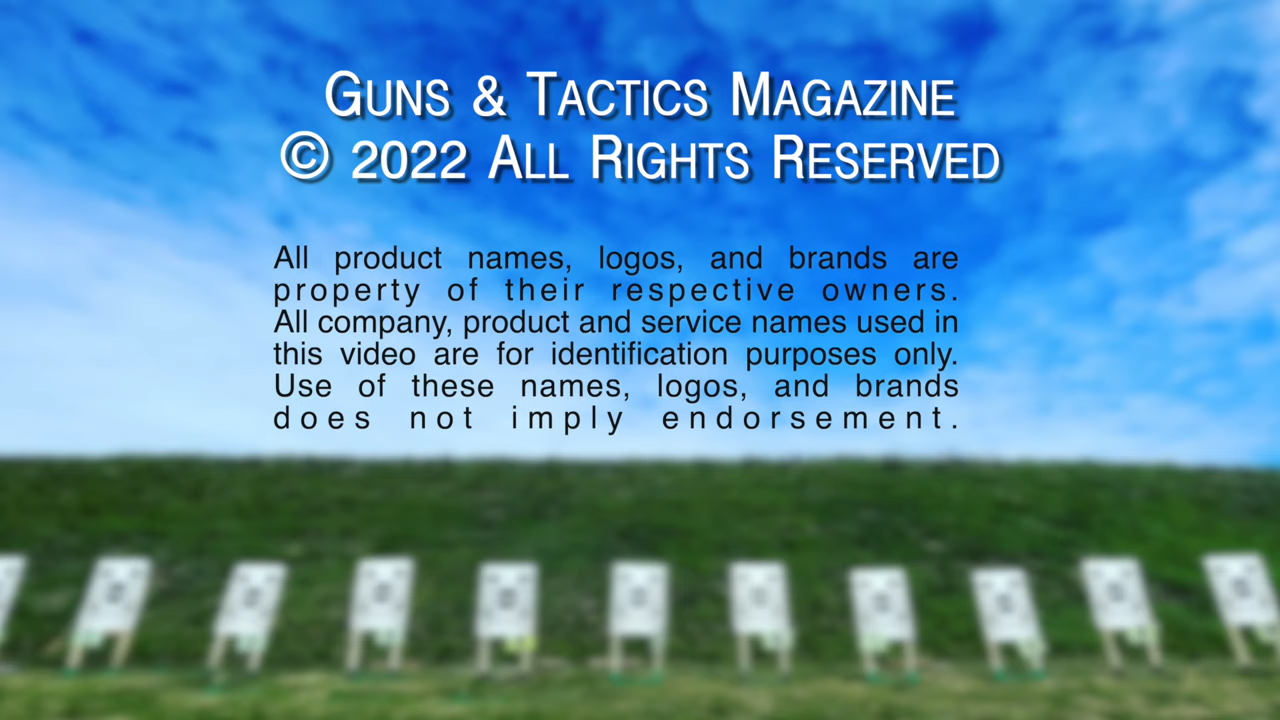 GUNS & TACTICS MAGAZINE
© 2022 ALL RIGHTS RESERVED
All product names, logos, and brands are
property of their respective owners.
All company, product and service names used in
this video are for identification purposes only.
Use of these names, logos, and brands
does not imply endorsement.